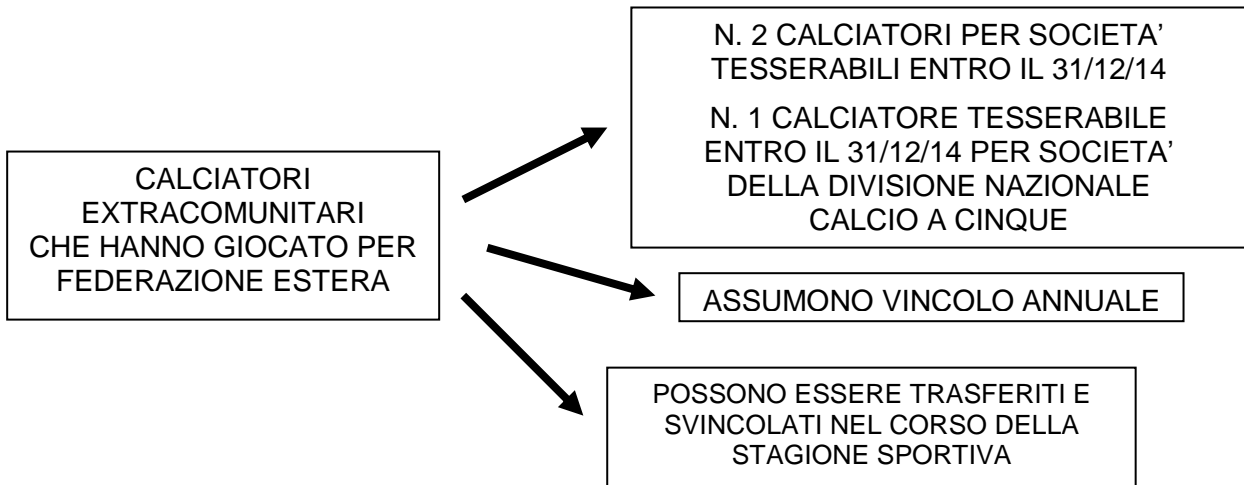 CALCIATORI
EXTRACOMUNITARI
CHE HANNO GIOCATO PER
FEDERAZIONE ESTERA
N. 2 CALCIATORI PER SOCIETA’
TESSERABILI ENTRO IL 31/12/14
N. 1 CALCIATORE TESSERABILE
ENTRO IL 31/12/14 PER SOCIETA’
DELLA DIVISIONE NAZIONALE
CALCIO A CINQUE
ASSUMONO VINCOLO ANNUALE
POSSONO ESSERE TRASFERITI E
SVINCOLATI NEL CORSO DELLA
STAGIONE SPORTIVA